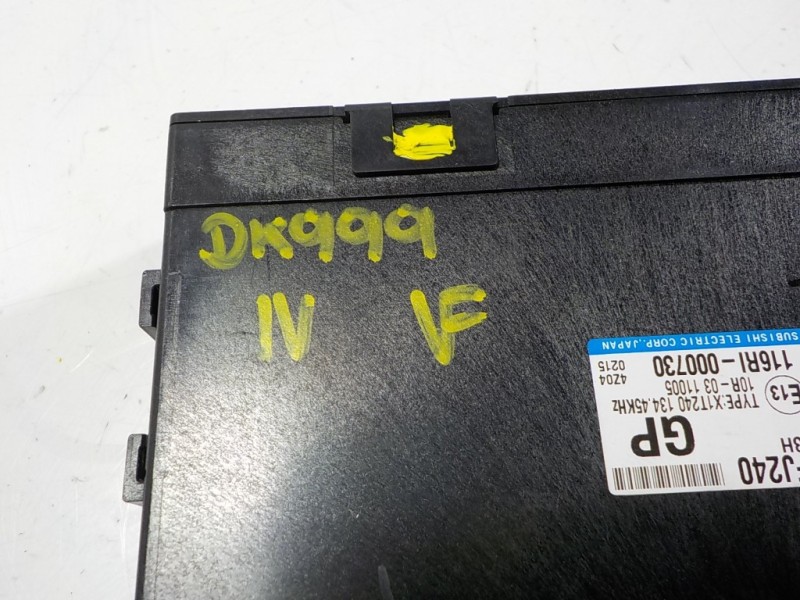 DK999
IV VF
SUBISHI ELECTRIC CORP.,JAPAN
116RI-000730
4Z04
0215
10R-03 11005
E13
TYPE:X1T240 134.45KHz
GP
J240